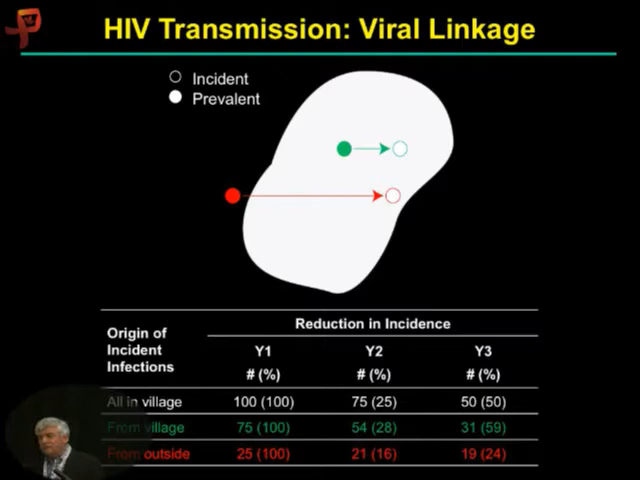 HIV Transmission: Viral Linkage
Incident
Prevalent
Origin of Incident Infections
Reduction in Incidence
Y1 Y2 Y3
# (%) # (%) # (%)
All in village 100 (100) 75 (25) 50 (50)
From village 75 (100) 54 (28) 31 (59)
From outside 25 (100) 21 (16) 19 (24)